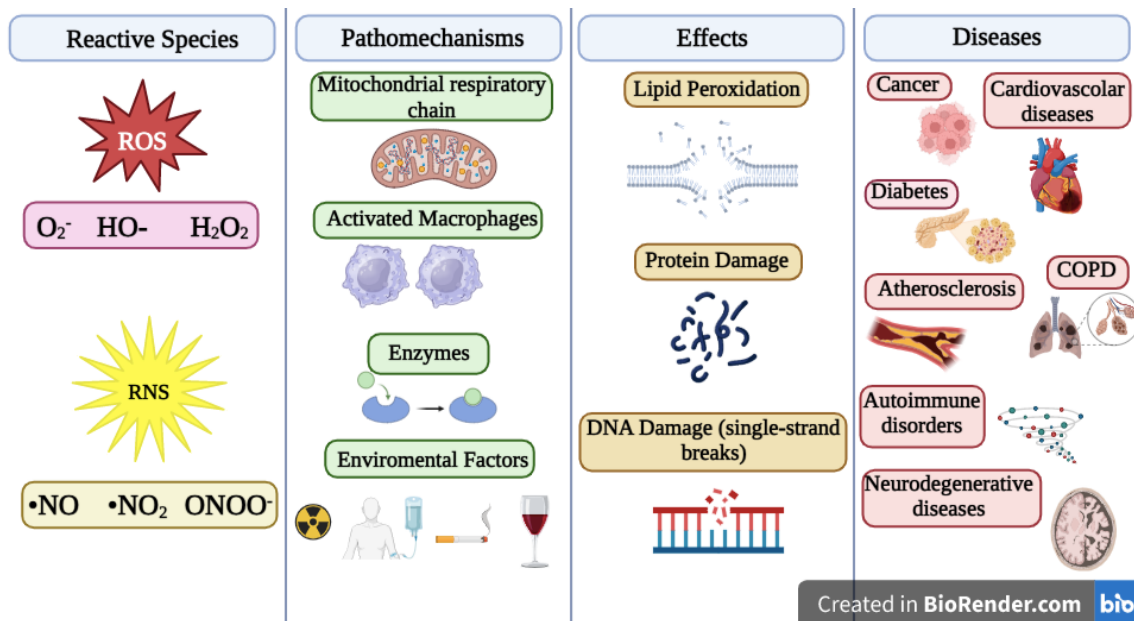 Reactive Species
ROS
O₂⁻ HO- H₂O₂
RNS
•NO •NO₂ ONOO⁻
Pathomechanisms
Mitochondrial respiratory
chain
Activated Macrophages
Enzymes
Enviromental Factors
Effects
Lipid Peroxidation
Protein Damage
DNA Damage (single-strand
breaks)
Diseases
Cancer
Cardiovascular
diseases
Diabetes
COPD
Atherosclerosis
Autoimmune
disorders
Neurodegenerative
diseases
Created in BioRender.com bio